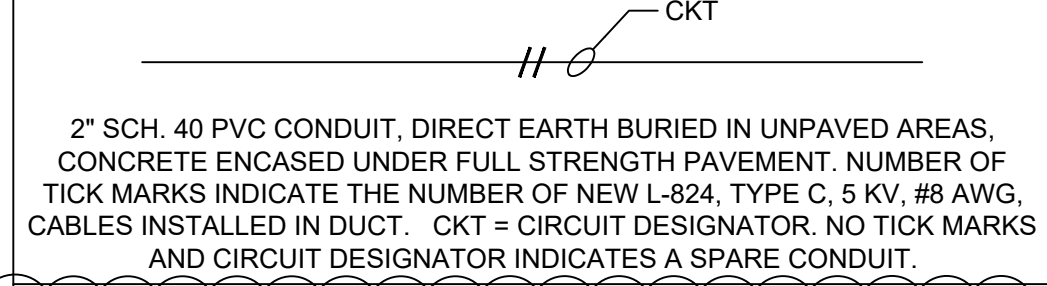 CKT
2" SCH. 40 PVC CONDUIT, DIRECT EARTH BURIED IN UNPAVED AREAS,
CONCRETE ENCASED UNDER FULL STRENGTH PAVEMENT. NUMBER OF
TICK MARKS INDICATE THE NUMBER OF NEW L-824, TYPE C, 5 KV, #8 AWG,
CABLES INSTALLED IN DUCT.   CKT = CIRCUIT DESIGNATOR. NO TICK MARKS
AND CIRCUIT DESIGNATOR INDICATES A SPARE CONDUIT.